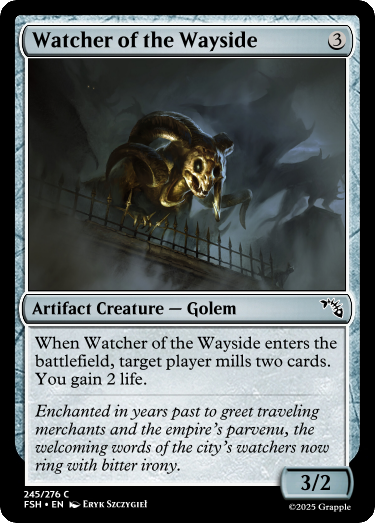 Watcher of the Wayside 3
Artifact Creature — Golem
When Watcher of the Wayside enters the
battlefield, target player mills two cards.
You gain 2 life.
Enchanted in years past to greet traveling
merchants and the empire's parvenu, the
welcoming words of the city's watchers now
ring with bitter irony.
3/2
245/276 C
FSH • EN Eryk Szczygieł
©2025 Grapple